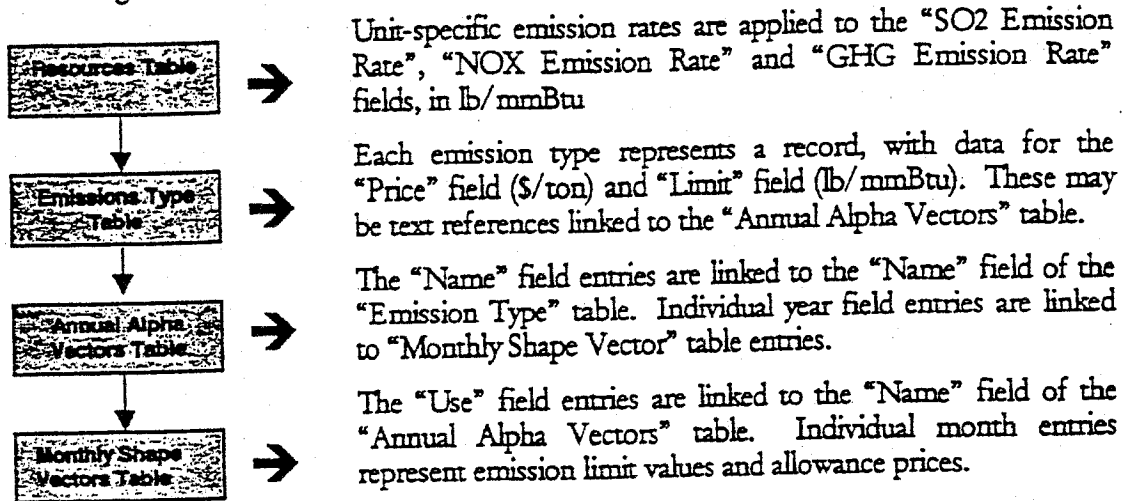 Resources Table
Unit-specific emission rates are applied to the “SO2 Emission
Rate”, “NOX Emission Rate” and “GHG Emission Rate”
fields, in lb/mmBtu
Emissions Type
Table
Each emission type represents a record, with data for the
“Price” field ($/ton) and “Limit” field (lb/mmBtu). These may
be text references linked to the “Annual Alpha Vectors” table.
Annual Alpha
Vectors Table
The “Name” field entries are linked to the “Name” field of the
“Emission Type” table. Individual year field entries are linked
to “Monthly Shape Vector” table entries.
Monthly Shape
Vectors Table
The “Use” field entries are linked to the “Name” field of the
“Annual Alpha Vectors” table. Individual month entries
represent emission limit values and allowance prices.